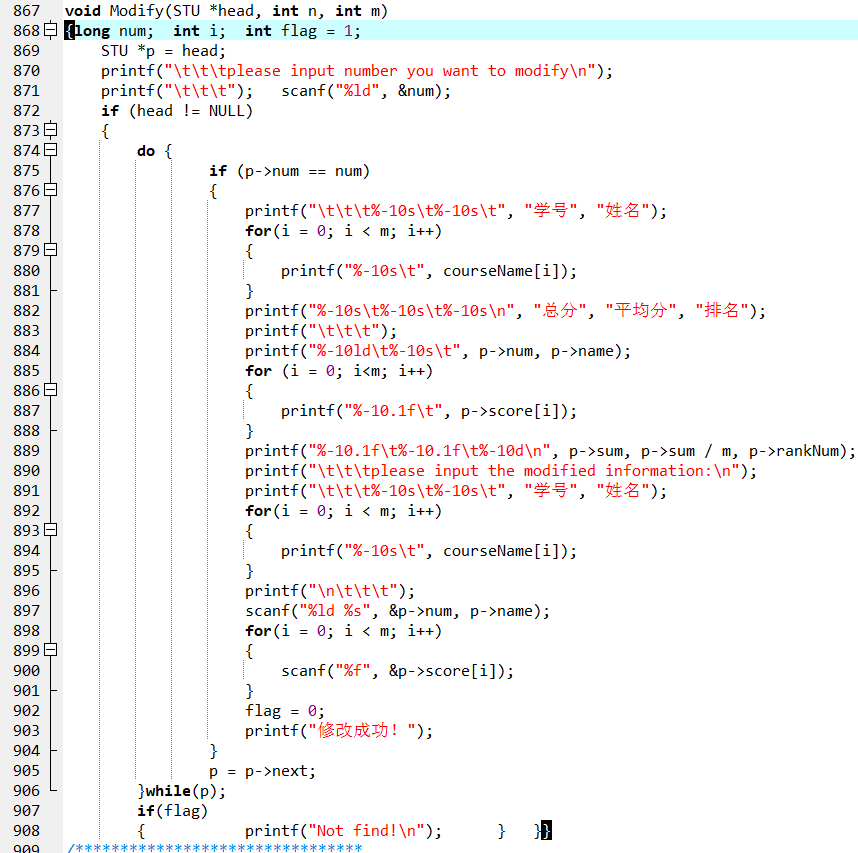 867 void Modify(STU *head, int n, int m)
868 {long num;  int i;  int flag = 1;
869     STU *p = head;
870     printf("\t\t\tplease input number you want to modify\n");
871     printf("\t\t\t");   scanf("%ld", &num);
872     if (head != NULL)
873     {
874         do {
875                 if (p->num == num)
876                 {
877                     printf("\t\t\t%-10s\t%-10s\t", "学号", "姓名");
878                     for(i = 0; i < m; i++)
879                     {
880                         printf("%-10s\t", courseName[i]);
881                     }
882                     printf("%-10s\t%-10s\t%-10s\n", "总分", "平均分", "排名");
883                     printf("\t\t\t");
884                     printf("%-10ld\t%-10s\t", p->num, p->name);
885                     for (i = 0; i<m; i++)
886                     {
887                         printf("%-10.1f\t", p->score[i]);
888                     }
889                     printf("%-10.1f\t%-10.1f\t%-10d\n", p->sum, p->sum / m, p->rankNum);
890                     printf("\t\t\tplease input the modified information:\n");
891                     printf("\t\t\t%-10s\t%-10s\t", "学号", "姓名");
892                     for(i = 0; i < m; i++)
893                     {
894                         printf("%-10s\t", courseName[i]);
895                     }
896                     printf("\n\t\t\t");
897                     scanf("%ld %s", &p->num, p->name);
898                     for(i = 0; i < m; i++)
899                     {
900                         scanf("%f", &p->score[i]);
901                     }
902                     flag = 0;
903                     printf("修改成功！");
904                 }
905                 p = p->next;
906         }while(p);
907         if(flag)
908         {           printf("Not find!\n");      }   }}
909 /********************************